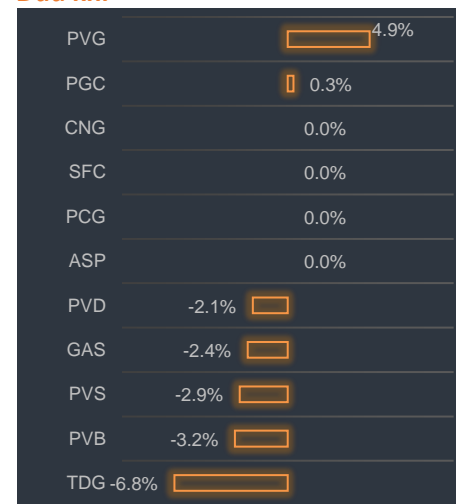 PVG 4.9%
PGC 0.3%
CNG 0.0%
SFC 0.0%
PCG 0.0%
ASP 0.0%
PVD -2.1%
GAS -2.4%
PVS -2.9%
PVB -3.2%
TDG -6.8%